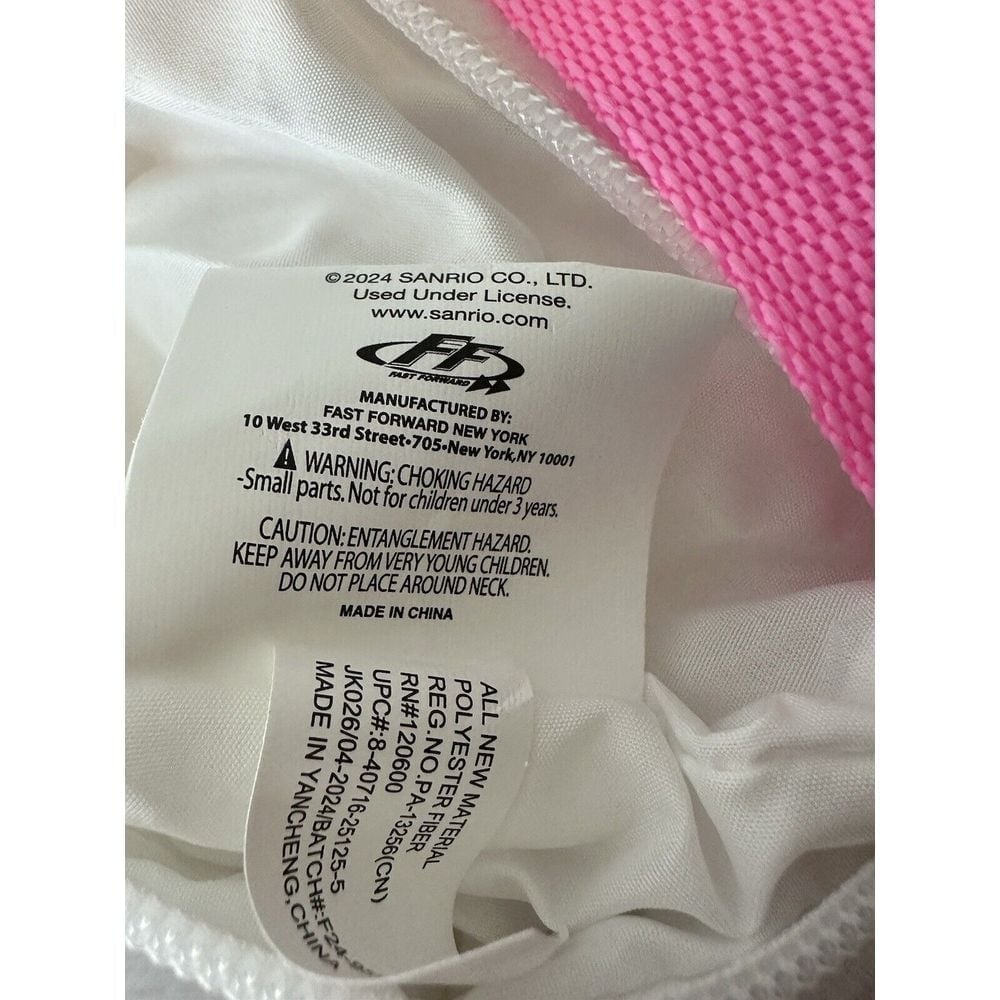 ©2024 SANRIO CO., LTD.
Used Under License.
www.sanrio.com
FF
FAST FORWARD
MANUFACTURED BY:
FAST FORWARD NEW YORK
10 West 33rd Street•705•New York,NY 10001
WARNING: CHOKING HAZARD
-Small parts. Not for children under 3 years.
CAUTION: ENTANGLEMENT HAZARD.
KEEP AWAY FROM VERY YOUNG CHILDREN.
DO NOT PLACE AROUND NECK.
MADE IN CHINA
ALL NEW MATERIAL
POLYESTER FIBER
REG.NO.PA-13256(CN)
RN#120600
UPC#:8-40716-25125-5
JK026/04-2024/BATCH#:F24-
MADE IN YANCHENG,CHINA